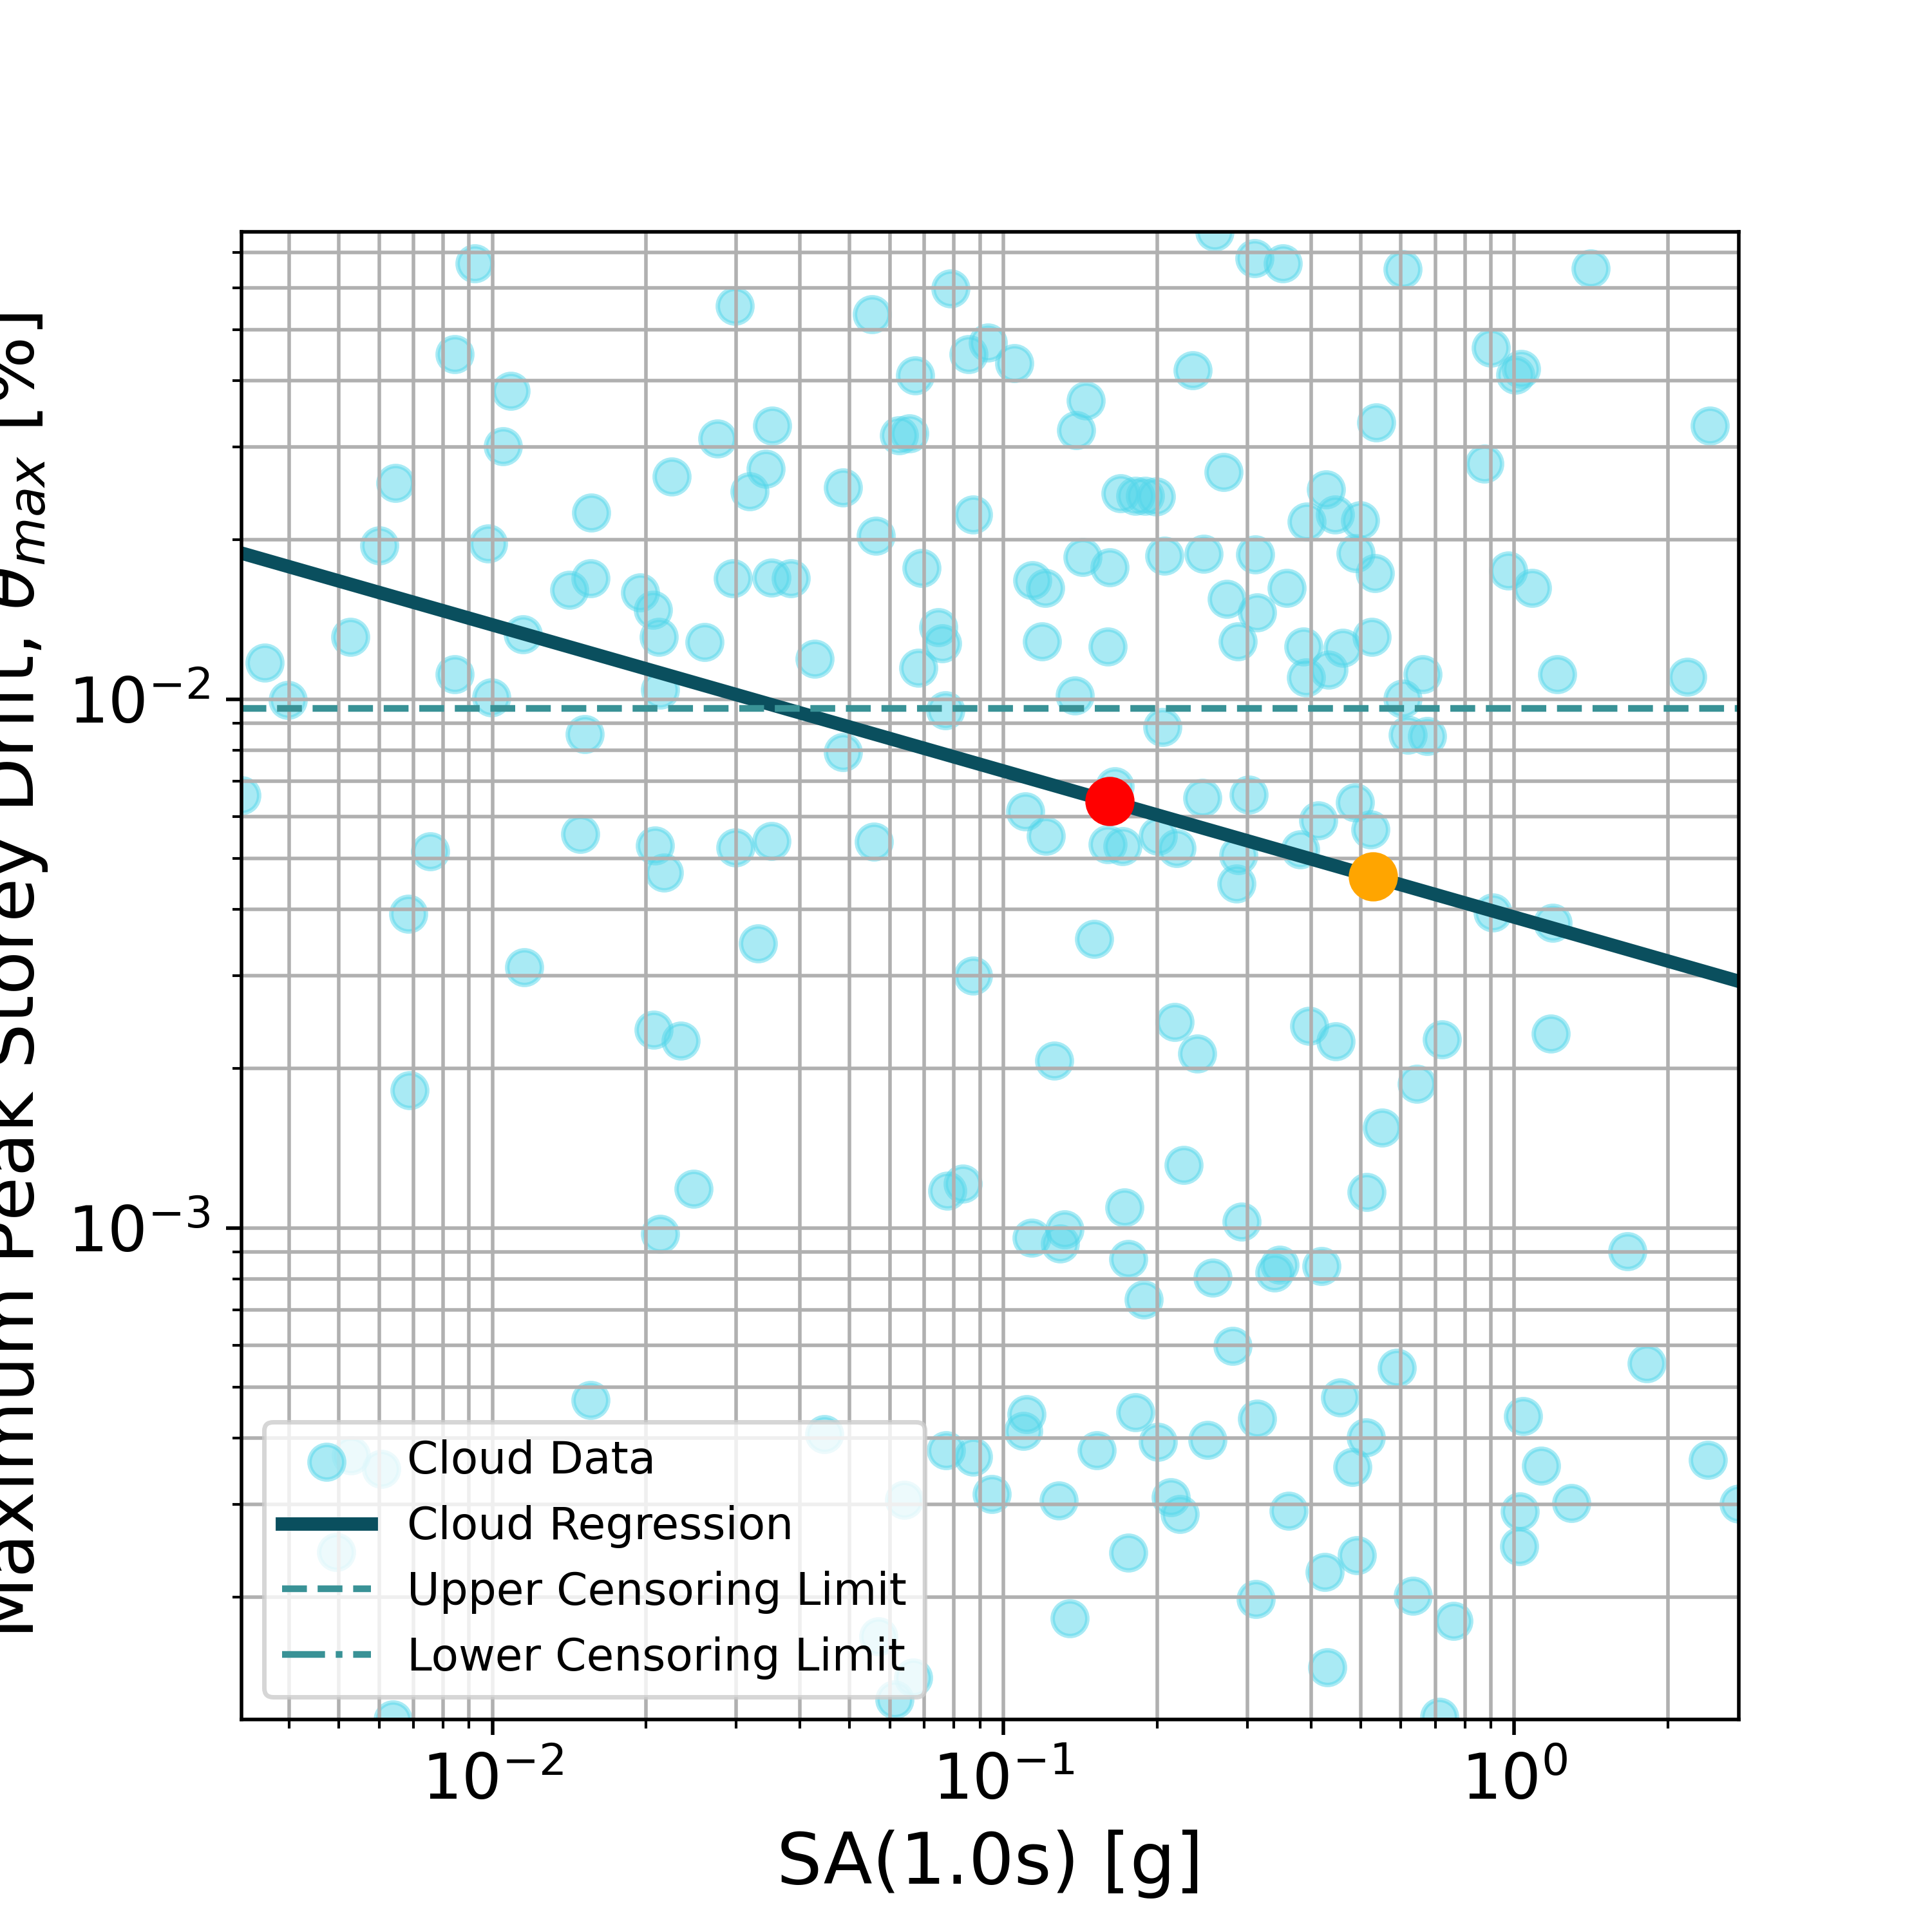 Maximum Peak Storey Drift, θmax [%]
10⁻²
10⁻³
Cloud Data
Cloud Regression
Upper Censoring Limit
Lower Censoring Limit
10⁻² 10⁻¹ 10⁰
SA(1.0s) [g]